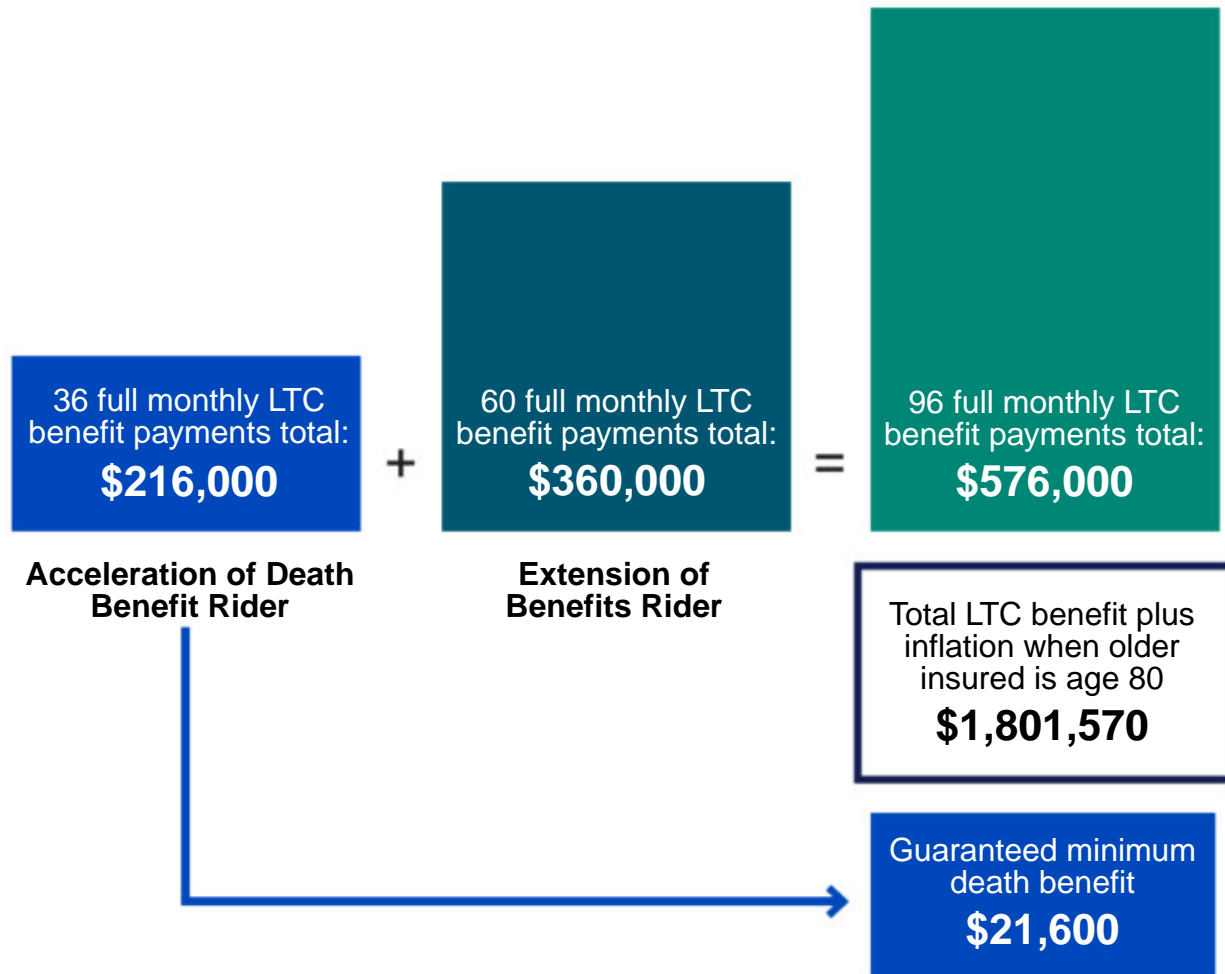 36 full monthly LTC
benefit payments total:
$216,000
+
60 full monthly LTC
benefit payments total:
$360,000
=
96 full monthly LTC
benefit payments total:
$576,000
Acceleration of Death
Benefit Rider
Extension of
Benefits Rider
Total LTC benefit plus
inflation when older
insured is age 80
$1,801,570
Guaranteed minimum
death benefit
$21,600